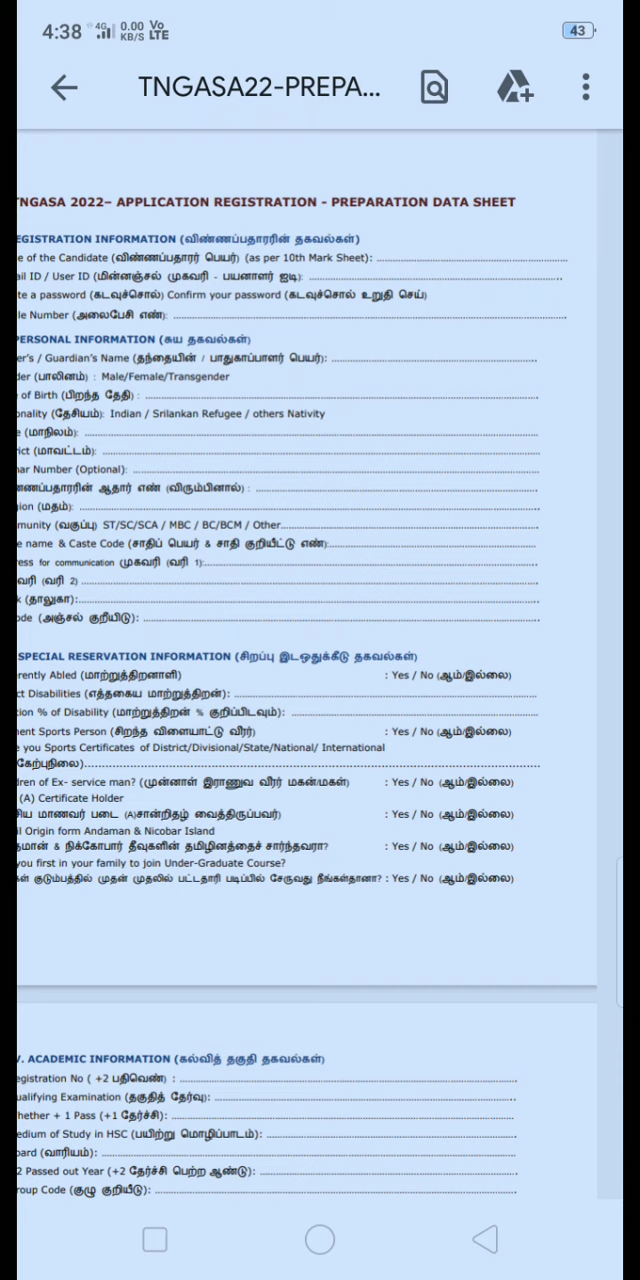 4:38 4G 0.00 KB/S Vo LTE 43
TNGASA22-PREPA...
TNGASA 2022– APPLICATION REGISTRATION - PREPARATION DATA SHEET
EGISTRATION INFORMATION (விண்ணப்பதாரரின் தகவல்கள்)
e of the Candidate (விண்ணப்பதாரர் பெயர்) (as per 10th Mark Sheet):
ail ID / User ID (மின்னஞ்சல் முகவரி - பயனாளர் ஐடி):
te a password (கடவுச்சொல்) Confirm your password (கடவுச்சொல் உறுதி செய்)
le Number (அலைபேசி எண்):
PERSONAL INFORMATION (சுய தகவல்கள்)
er's / Guardian's Name (தந்தையின் / பாதுகாப்பாளர் பெயர்):
der (பாலினம்) : Male/Female/Transgender
of Birth (பிறந்த தேதி) :
onality (தேசியம்): Indian / Srilankan Refugee / others Nativity
e (மாநிலம்):
rict (மாவட்டம்):
nar Number (Optional):
ணணப்பதாரரின் ஆதார் எண் (விரும்பினால்) :
gion (மதம்):
munity (வகுப்பு) ST/SC/SCA / MBC / BC/BCM / Other
e name & Caste Code (சாதிப் பெயர் & சாதி குறியீட்டு எண்):
ress for communication முகவரி (வரி 1):
வரி (வரி 2)
k (தாலுகா):
ode (அஞ்சல் குறீயிடு):
SPECIAL RESERVATION INFORMATION (சிறப்பு இடஒதுக்கீடு தகவல்கள்)
erently Abled (மாற்றுத்திறனாளி) : Yes / No (ஆம்/இல்லை)
ct Disabilities (எத்தகைய மாற்றுத்திறன்):
tion % of Disability (மாற்றுத்திறன் % குறிப்பிடவும்):
nent Sports Person (சிறந்த விளையாட்டு வீரர்) : Yes / No (ஆம்/இல்லை)
e you Sports Certificates of District/Divisional/State/National/ International
கேற்புநிலை)
dren of Ex- service man? (முன்னாள் இராணுவ வீரர் மகன்/மகள்) : Yes / No (ஆம்/இல்லை)
(A) Certificate Holder
சிய மாணவர் படை (A)சான்றிதழ் வைத்திருப்பவர்) : Yes / No (ஆம்/இல்லை)
il Origin form Andaman & Nicobar Island
தமான் & நிக்கோபார் தீவுகளின் தமிழினத்தைச் சார்ந்தவரா? : Yes / No (ஆம்/இல்லை)
you first in your family to join Under-Graduate Course?
கள் குடும்பத்தில் முதன் முதலில் பட்டதாரி படிப்பில் சேருவது நீங்கள்தானா? : Yes / No (ஆம்/இல்லை)
V. ACADEMIC INFORMATION (கல்வித் தகுதி தகவல்கள்)
egistration No ( +2 பதிவெண்) :
ualifying Examination (தகுதித் தேர்வு):
hether + 1 Pass (+1 தேர்ச்சி):
edium of Study in HSC (பயிற்று மொழிப்பாடம்):
oard (வாரியம்):
2 Passed out Year (+2 தேர்ச்சி பெற்ற ஆண்டு):
roup Code (குழு குறியீடு):